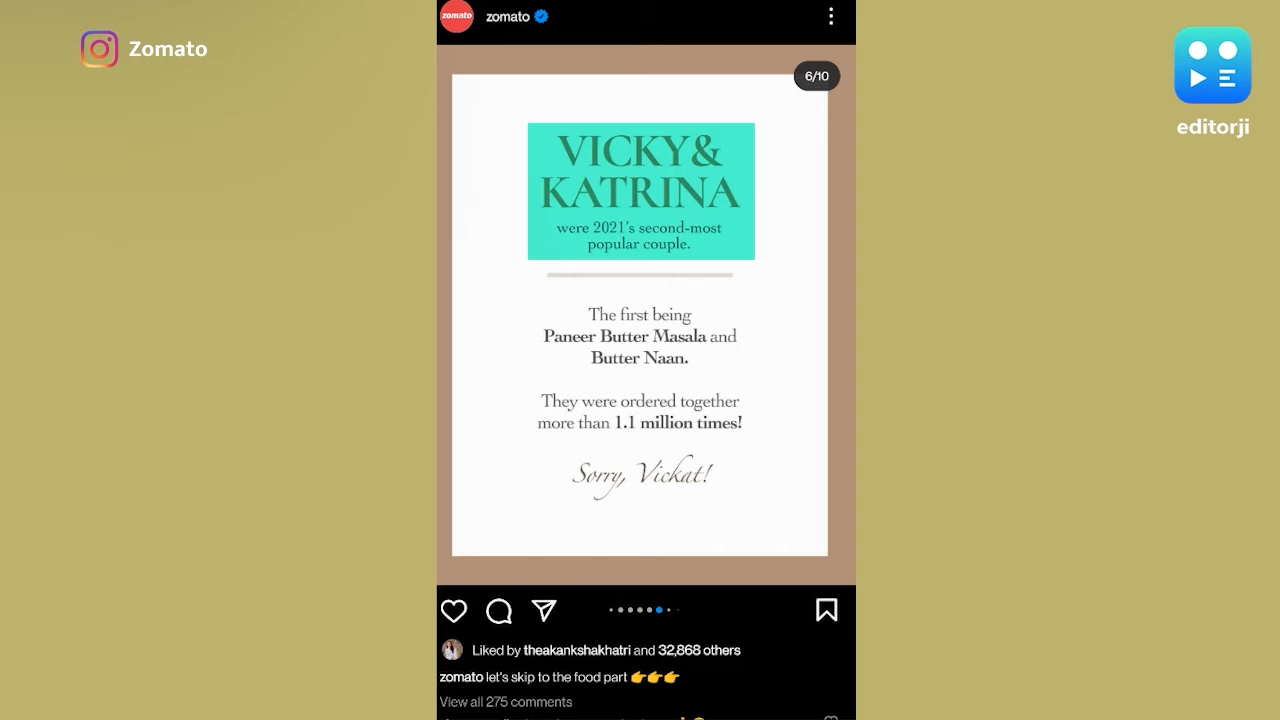 Zomato
zomato
zomato
6/10
editorji
VICKY&
KATRINA
were 2021's second-most
popular couple.
The first being
Paneer Butter Masala and
Butter Naan.
They were ordered together
more than 1.1 million times!
Sorry, Vickat!
Liked by theakankshakhatri and 32,868 others
zomato let's skip to the food part 👉👉👉
View all 275 comments